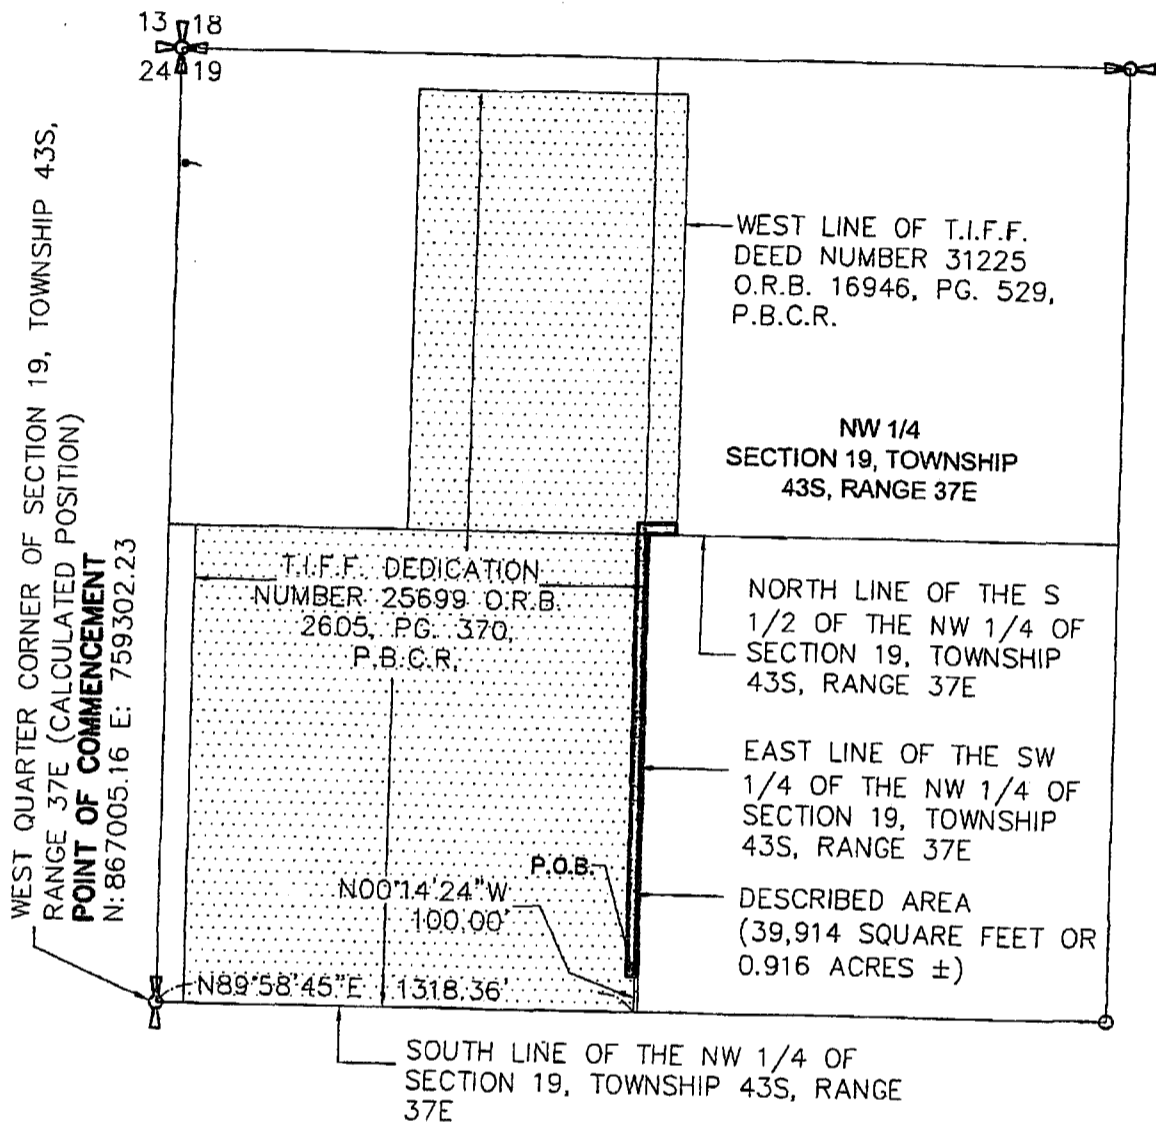 13 18
24 19
WEST QUARTER CORNER OF SECTION 19, TOWNSHIP 43S,
RANGE 37E (CALCULATED POSITION)
POINT OF COMMENCEMENT
N: 867005.16 E: 759302.23
WEST LINE OF T.I.F.F.
DEED NUMBER 31225
O.R.B. 16946, PG. 529,
P.B.C.R.
NW 1/4
SECTION 19, TOWNSHIP
43S, RANGE 37E
T.I.F.F. DEDICATION
NUMBER 25699 O.R.B.
2605, PG. 370,
P.B.C.R.
NORTH LINE OF THE S
1/2 OF THE NW 1/4 OF
SECTION 19, TOWNSHIP
43S, RANGE 37E
EAST LINE OF THE SW
1/4 OF THE NW 1/4 OF
SECTION 19, TOWNSHIP
43S, RANGE 37E
P.O.B.
N00°14'24"W
100.00'
DESCRIBED AREA
(39,914 SQUARE FEET OR
0.916 ACRES ±)
N89°58'45"E 1318.36'
SOUTH LINE OF THE NW 1/4 OF
SECTION 19, TOWNSHIP 43S, RANGE
37E